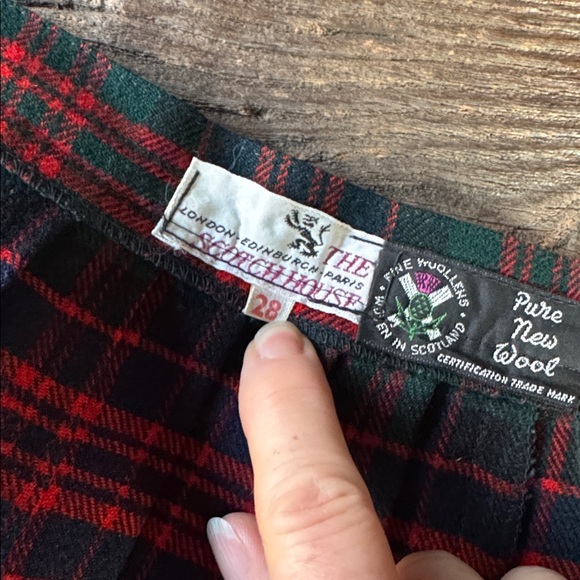 LONDON·EDINBURGH·PARIS
THE
SCOTCH HOUSE
28
FINE WOOLLENS
WOVEN IN SCOTLAND
Pure
New
Wool
CERTIFICATION TRADE MARK